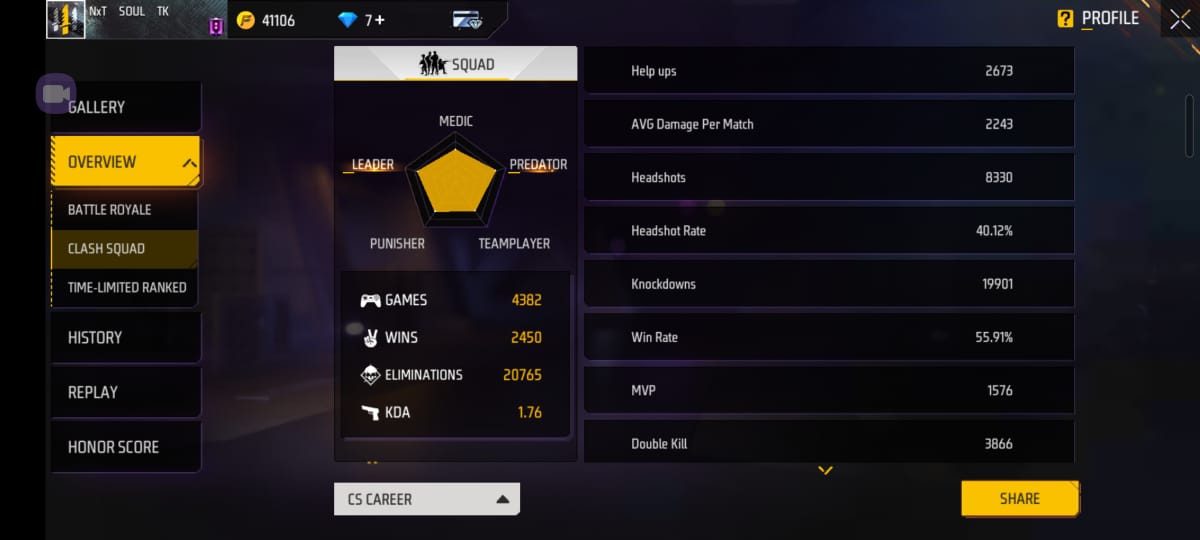 NxT SOUL TK
41106
7+
? PROFILE
GALLERY
OVERVIEW
BATTLE ROYALE
CLASH SQUAD
TIME-LIMITED RANKED
HISTORY
REPLAY
HONOR SCORE
SQUAD
MEDIC
LEADER
PREDATOR
PUNISHER
TEAMPLAYER
GAMES 4382
WINS 2450
ELIMINATIONS 20765
KDA 1.76
CS CAREER
Help ups 2673
AVG Damage Per Match 2243
Headshots 8330
Headshot Rate 40.12%
Knockdowns 19901
Win Rate 55.91%
MVP 1576
Double Kill 3866
SHARE